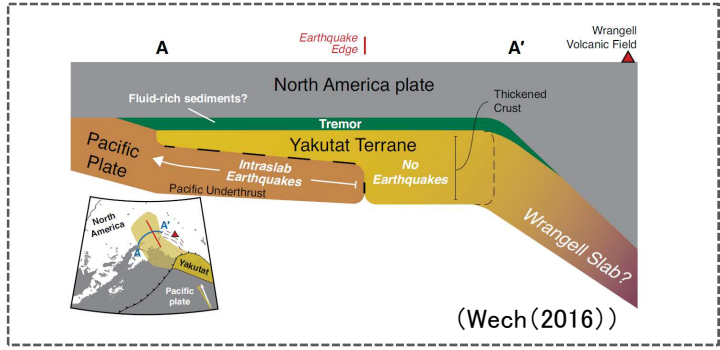 A
Earthquake
Edge
A′
Wrangell
Volcanic Field
North America plate
Thickened
Crust
Fluid-rich sediments?
Tremor
Pacific
Plate
Yakutat Terrane
Intraslab
Earthquakes
No
Earthquakes
Pacific Underthrust
Wrangell Slab?
North
America
A′
A
Yakutat
Pacific
plate
(Wech(2016))